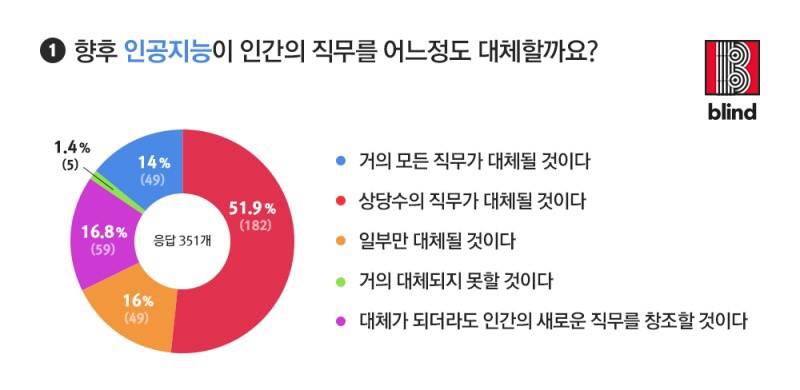 1 향후 인공지능이 인간의 직무를 어느정도 대체할까요?
blind
1.4%
(5)
14%
(49)
51.9%
(182)
16.8%
(59)
응답 351개
16%
(49)
거의 모든 직무가 대체될 것이다
상당수의 직무가 대체될 것이다
일부만 대체될 것이다
거의 대체되지 못할 것이다
대체가 되더라도 인간의 새로운 직무를 창조할 것이다